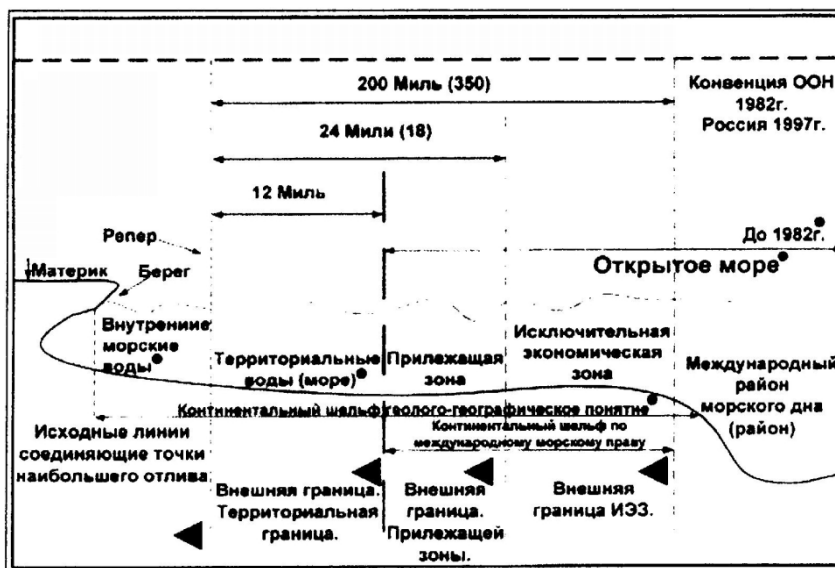 200 Миль (350)
Конвенция ООН
1982г.
Россия 1997г.
24 Мили (18)
12 Миль
До 1982г.
Репер
Открытое море
Материк
Берег
Внутренние
морские
воды
Территориальные
воды (море)
Прилежащая
зона
Исключительная
экономическая
зона
Международный
район
морского дна
(район)
Континентальный шельф геолого-географическое понятие
Континентальный шельф по
международному морскому праву
Исходные линии
соединяющие точки
наибольшего отлива
Внешняя граница.
Территориальная
граница.
Внешняя
граница.
Прилежащей
зоны.
Внешняя
граница ИЭЗ.